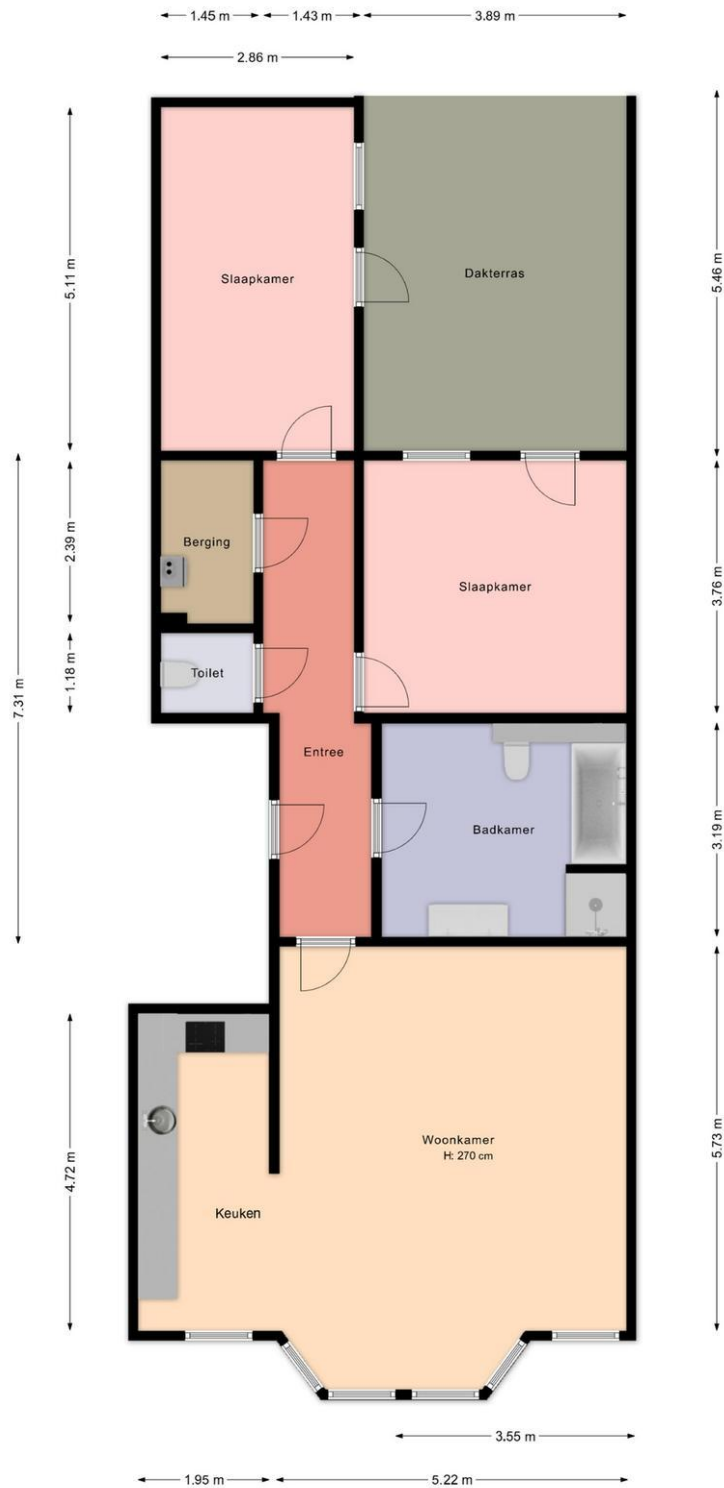 1.45 m
1.43 m
3.89 m
2.86 m
5.11 m
5.46 m
Slaapkamer
Dakterras
7.31 m
2.39 m
3.76 m
Berging
Slaapkamer
1.18 m
Toilet
Entree
Badkamer
3.19 m
4.72 m
5.73 m
Woonkamer
H: 270 cm
Keuken
3.55 m
1.95 m
5.22 m